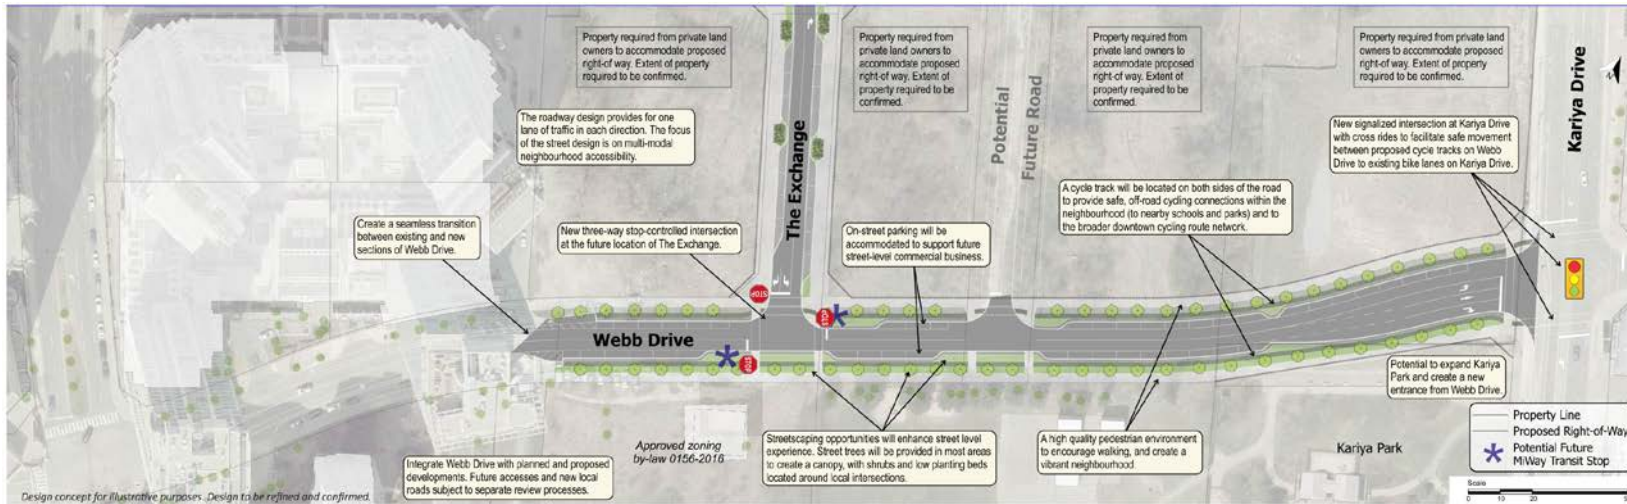 Property required from private land
owners to accommodate proposed
right-of way. Extent of property
required to be confirmed.
Property required from
private land owners to
accommodate proposed
right-of way. Extent of
property required to be
confirmed.
Property required from
private land owners to
accommodate proposed
right-of way. Extent of
property required to be
confirmed.
Property required from private land
owners to accommodate proposed
right-of way. Extent of property
required to be confirmed.
Kariya Drive
The roadway design provides for one
lane of traffic in each direction. The focus
of the street design is on multi-modal
neighbourhood accessibility.
The Exchange
Potential
Future Road
New signalized intersection at Kariya Drive
with cross rides to facilitate safe movement
between proposed cycle tracks on Webb
Drive to existing bike lanes on Kariya Drive.
A cycle track will be located on both sides of the road
to provide safe, off-road cycling connections within the
neighbourhood (to nearby schools and parks) and to
the broader downtown cycling route network.
Create a seamless transition
between existing and new
sections of Webb Drive.
New three-way stop-controlled intersection
at the future location of The Exchange.
On-street parking will be
accommodated to support future
street-level commercial business.
STOP
STOP
Webb Drive
STOP
Potential to expand Kariya
Park and create a new
entrance from Webb Drive.
Integrate Webb Drive with planned and proposed
developments. Future accesses and new local
roads subject to separate review processes.
Approved zoning
by-law 0156-2016
Streetscaping opportunities will enhance street level
experience. Street trees will be provided in most areas
to create a canopy, with shrubs and low planting beds
located around local intersections.
A high quality pedestrian environment
to encourage walking, and create a
vibrant neighbourhood
Kariya Park
Property Line
Proposed Right-of-Way
Potential Future
MiWay Transit Stop
Scale
0 10 20
Design concept for illustrative purposes. Design to be refined and confirmed.